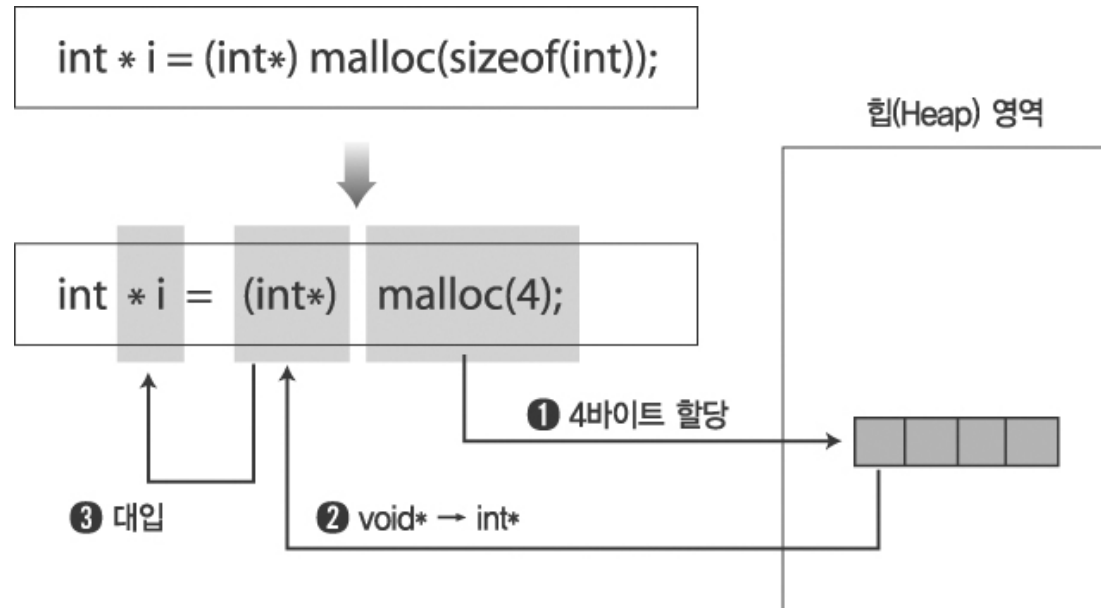 int * i = (int*) malloc(sizeof(int));
힙(Heap) 영역
int * i = (int*) malloc(4);
❶ 4바이트 할당
❸ 대입
❷ void* → int*